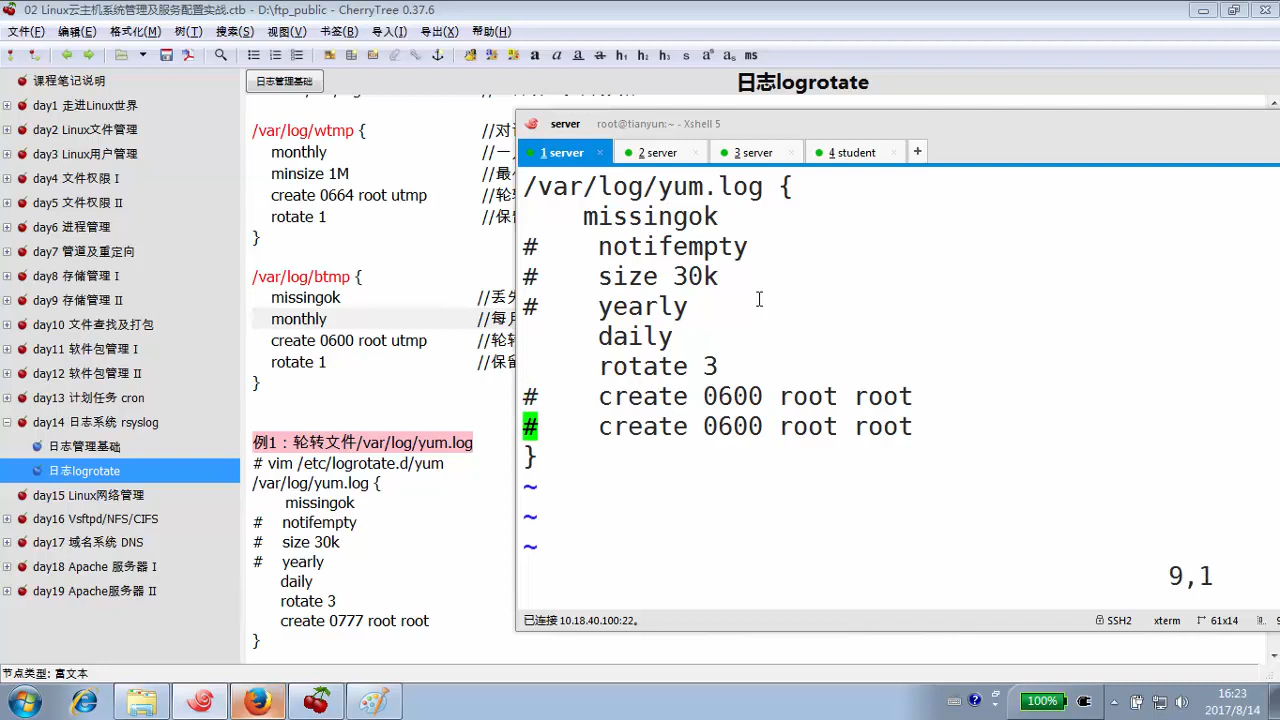 02 Linux云主机系统管理及服务配置实战.ctb - D:\ftp_public - CherryTree 0.37.6
文件(F) 编辑(E) 格式化(M) 树(T) 搜索(S) 视图(V) 书签(B) 导入(I) 导出(X) 帮助(H)
a a a a h1 h2 h3 s as as ms
课程笔记说明
day1 走进Linux世界
day2 Linux文件管理
day3 Linux用户管理
day4 文件权限 I
day5 文件权限 II
day6 进程管理
day7 管道及重定向
day8 存储管理 I
day9 存储管理 II
day10 文件查找及打包
day11 软件包管理 I
day12 软件包管理 II
day13 计划任务 cron
day14 日志系统 rsyslog
日志管理基础
日志logrotate
day15 Linux网络管理
day16 Vsftpd/NFS/CIFS
day17 域名系统 DNS
day18 Apache 服务器 I
day19 Apache服务器 II
日志管理基础
日志logrotate
/var/log/wtmp { //对
monthly //一
minsize 1M //最
create 0664 root utmp //轮
rotate 1 //保
}
/var/log/btmp {
missingok //丢
monthly //每
create 0600 root utmp //轮
rotate 1 //保
}
例1：轮转文件/var/log/yum.log
# vim /etc/logrotate.d/yum
/var/log/yum.log {
missingok
# notifempty
# size 30k
# yearly
daily
rotate 3
create 0777 root root
}
server root@tianyun:~ - Xshell 5
1 server × 2 server × 3 server × 4 student × +
/var/log/yum.log {
missingok
# notifempty
# size 30k
# yearly
daily
rotate 3
# create 0600 root root
# create 0600 root root
}
~
~
~
9,1
已连接 10.18.40.100:22。 SSH2 xterm 61x14
节点类型: 富文本
100%
16:23
2017/8/14